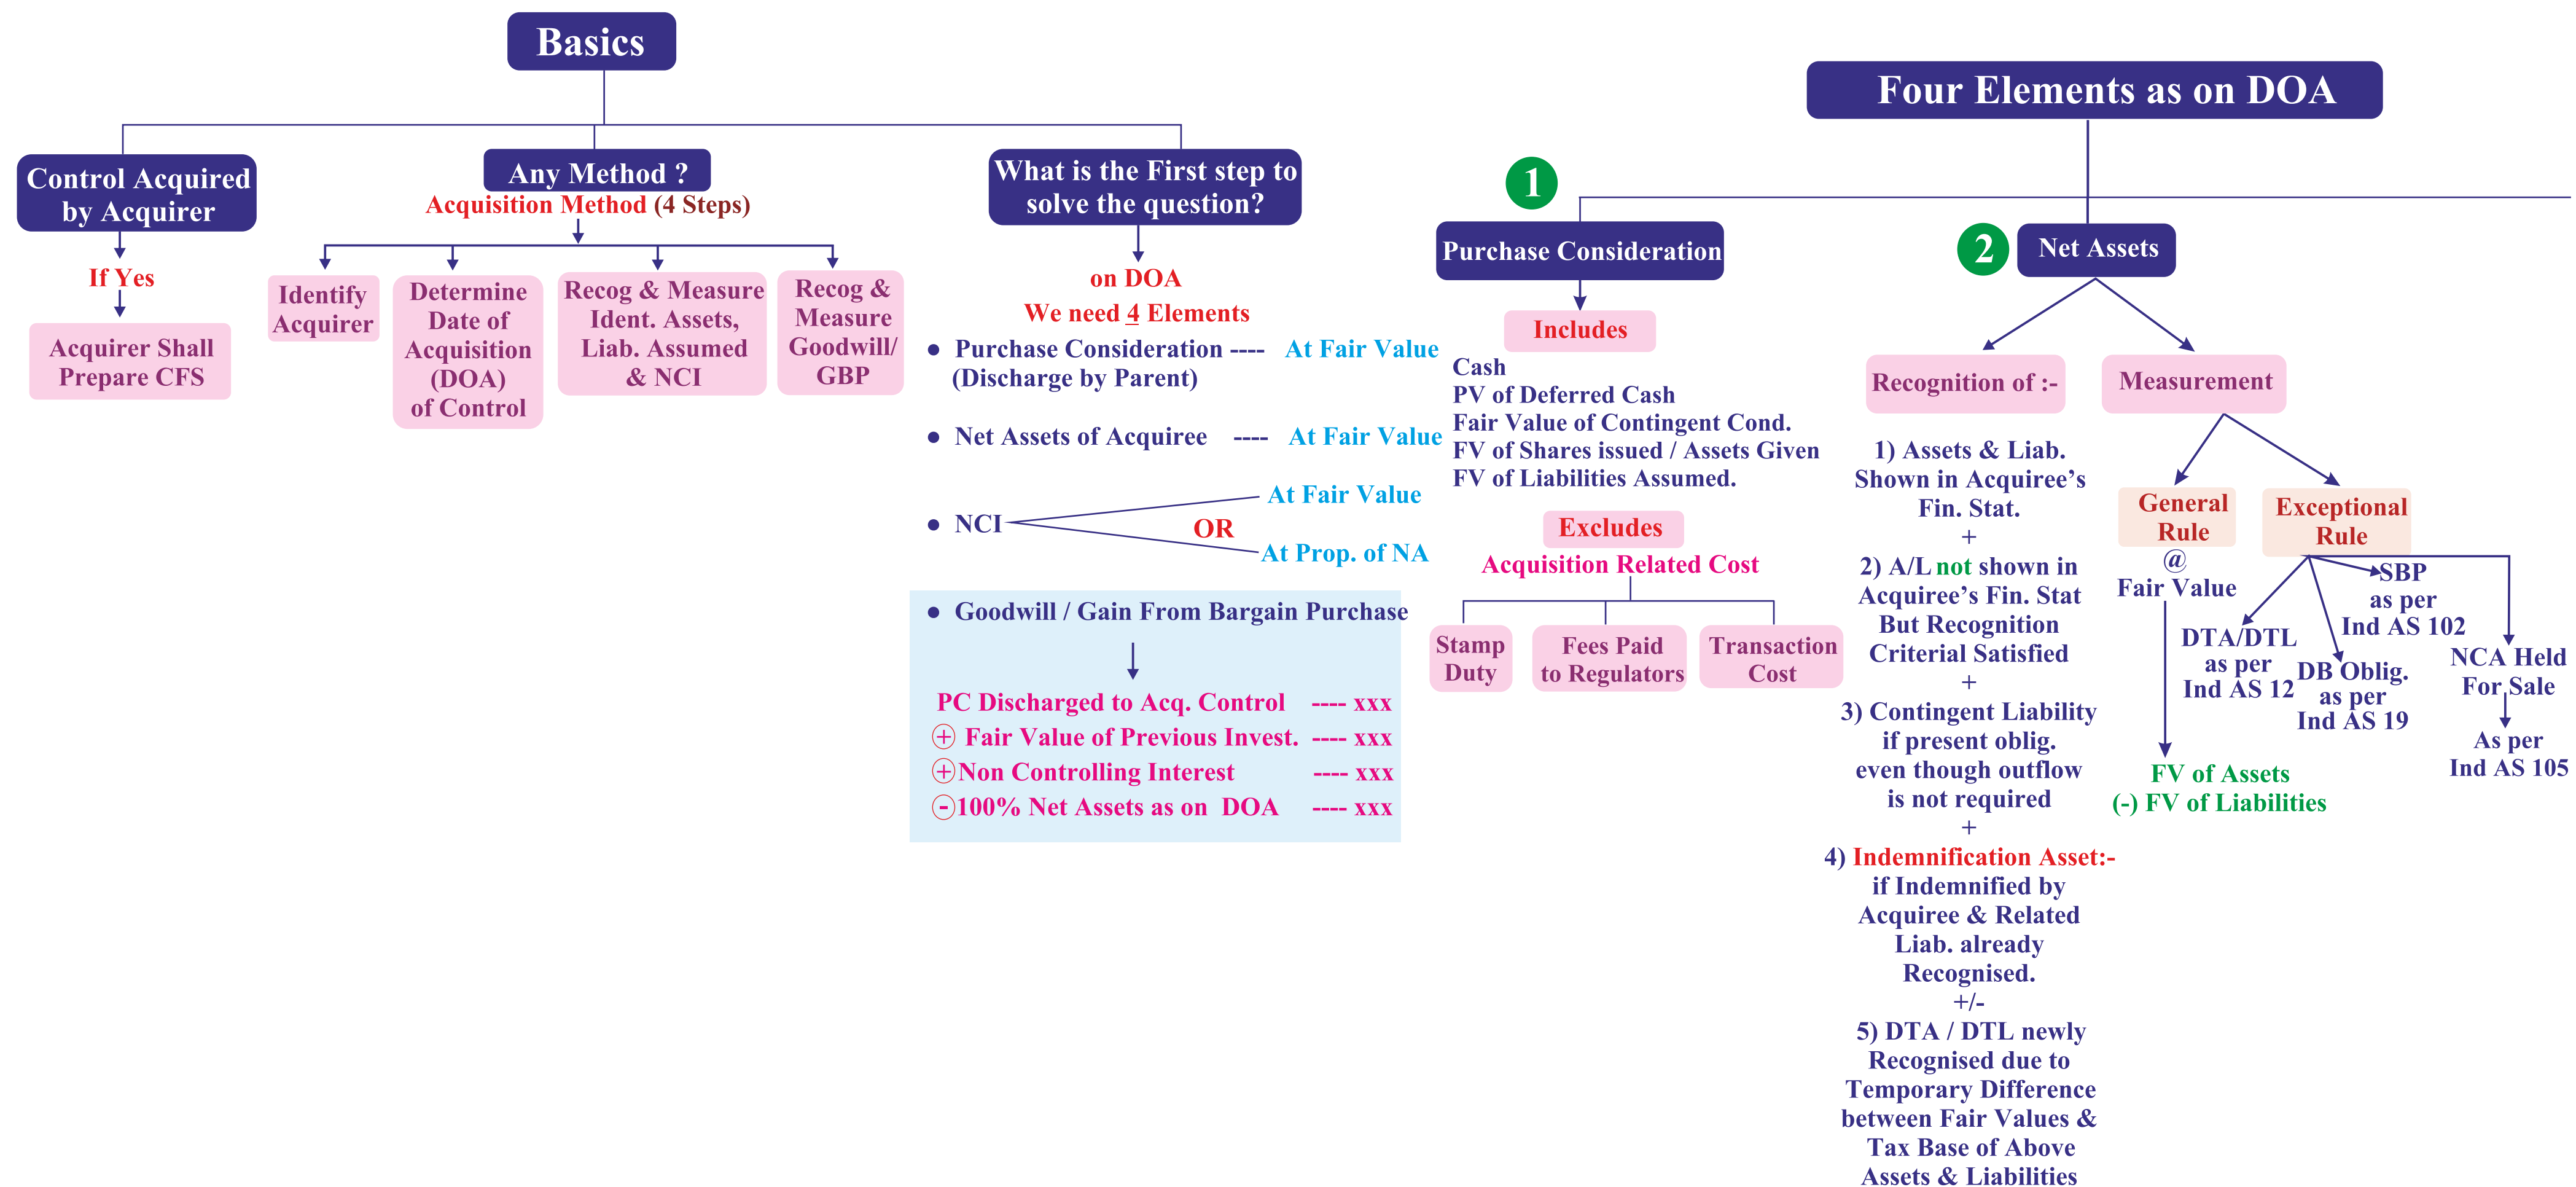 Basics
Control Acquired
by Acquirer
If Yes
Acquirer Shall
Prepare CFS
Any Method ?
Acquisition Method (4 Steps)
Identify
Acquirer
Determine
Date of
Acquisition
(DOA)
of Control
Recog & Measure
Ident. Assets,
Liab. Assumed
& NCI
Recog &
Measure
Goodwill/
GBP
What is the First step to
solve the question?
on DOA
We need 4 Elements
● Purchase Consideration ---- At Fair Value
(Discharge by Parent)
● Net Assets of Acquiree ---- At Fair Value
● NCI
At Fair Value
OR
At Prop. of NA
● Goodwill / Gain From Bargain Purchase
PC Discharged to Acq. Control ---- xxx
+ Fair Value of Previous Invest. ---- xxx
+ Non Controlling Interest ---- xxx
- 100% Net Assets as on DOA ---- xxx
Four Elements as on DOA
1
Purchase Consideration
Includes
Cash
PV of Deferred Cash
Fair Value of Contingent Cond.
FV of Shares issued / Assets Given
FV of Liabilities Assumed.
Excludes
Acquisition Related Cost
Stamp
Duty
Fees Paid
to Regulators
Transaction
Cost
2
Net Assets
Recognition of :-
1) Assets & Liab.
Shown in Acquiree’s
Fin. Stat.
+
2) A/L not shown in
Acquiree’s Fin. Stat
But Recognition
Criterial Satisfied
+
3) Contingent Liability
if present oblig.
even though outflow
is not required
+
4) Indemnification Asset:-
if Indemnified by
Acquiree & Related
Liab. already
Recognised.
+/-
5) DTA / DTL newly
Recognised due to
Temporary Difference
between Fair Values &
Tax Base of Above
Assets & Liabilities
Measurement
General
Rule
@
Fair Value
FV of Assets
(-) FV of Liabilities
Exceptional
Rule
DTA/DTL
as per
Ind AS 12
DB Oblig.
as per
Ind AS 19
SBP
as per
Ind AS 102
NCA Held
For Sale
As per
Ind AS 105